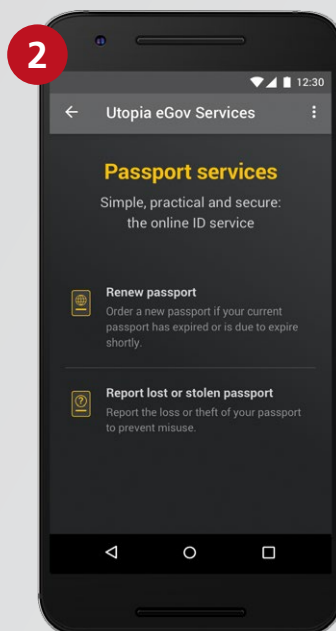 2
12:30
Utopia eGov Services
Passport services
Simple, practical and secure:
the online ID service
Renew passport
Order a new passport if your current
passport has expired or is due to expire
shortly.
?
Report lost or stolen passport
Report the loss or theft of your passport
to prevent misuse.